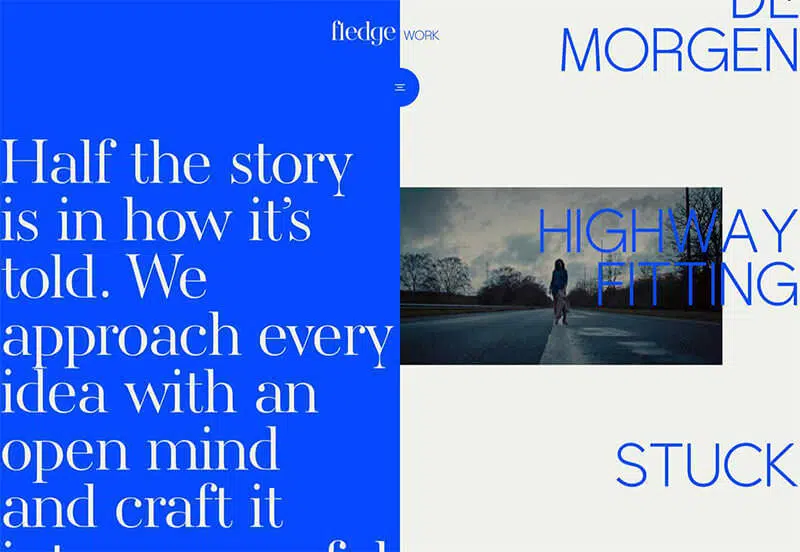 fledge WORK
Half the story
is in how it's
told. We
approach every
idea with an
open mind
and craft it
DE
MORGEN
HIGHWAY
FITTING
STUCK